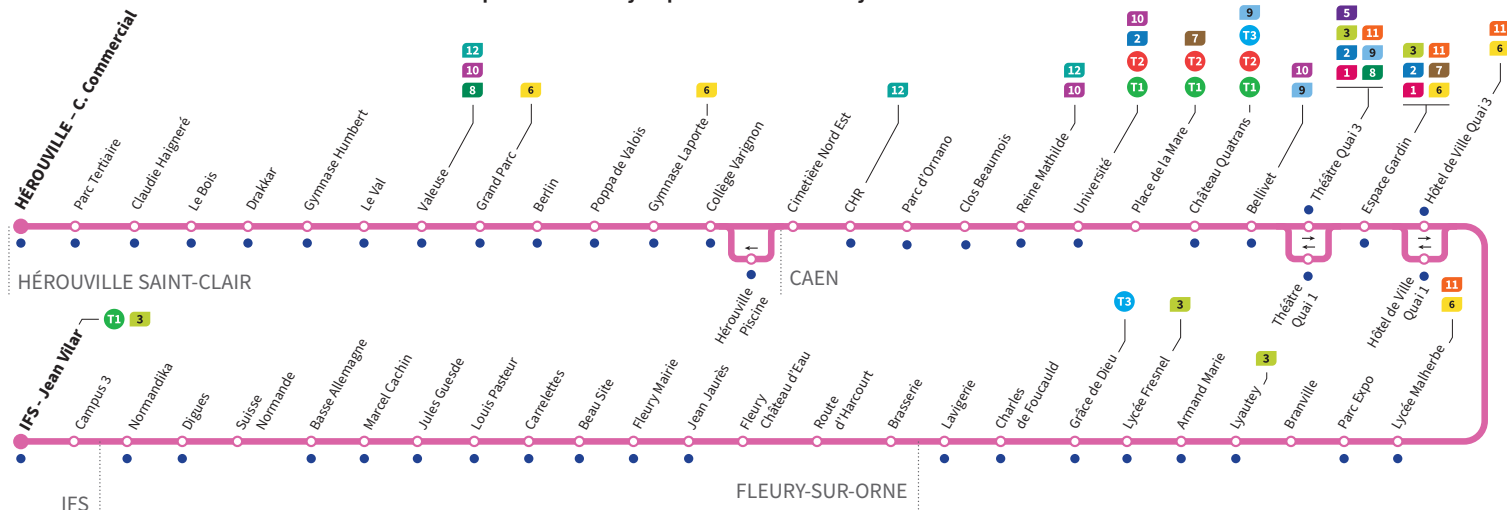 HÉROUVILLE – C. Commercial
Parc Tertiaire
Claudie Haigneré
Le Bois
Drakkar
Gymnase Humbert
Le Val
Valeuse
12
10
8
Grand Parc
6
Berlin
Poppa de Valois
Gymnase Laporte
6
Collège Varignon
Hérouville
Piscine
Cimetière Nord Est
CHR
12
Parc d'Ornano
Clos Beaumois
Reine Mathilde
12
10
Université
10
2
T2
T1
Place de la Mare
7
T2
T1
Château Quatrans
9
T3
T2
T1
Bellivet
10
9
Théâtre Quai 3
5
3 11
2 9
1 8
Théâtre
Quai 1
Espace Gardin
3 11
2 7
1 6
Hôtel de Ville Quai 3
11
6
Hôtel de Ville
Quai 1
HÉROUVILLE SAINT-CLAIR
CAEN
IFS - Jean Vilar
T1 3
Campus 3
Normandika
Digues
Suisse
Normande
Basse Allemagne
Marcel Cachin
Jules Guesde
Louis Pasteur
Carrelettes
Beau Site
Fleury Mairie
Jean Jaurès
Fleury
Château d'Eau
Route
d'Harcourt
Brasserie
Lavigerie
Charles
de Foucauld
Grâce de Dieu
T3
Lycée Fresnel
3
Armand Marie
Lyautey
3
Branville
Parc Expo
Lycée Malherbe
11
6
IFS
FLEURY-SUR-ORNE